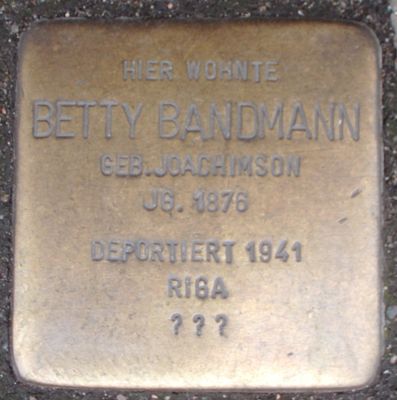 HIER WOHNTE
BETTY BANDMANN
GEB. JOACHIMSON
JG. 1876
DEPORTIERT 1941
RIGA
? ? ?